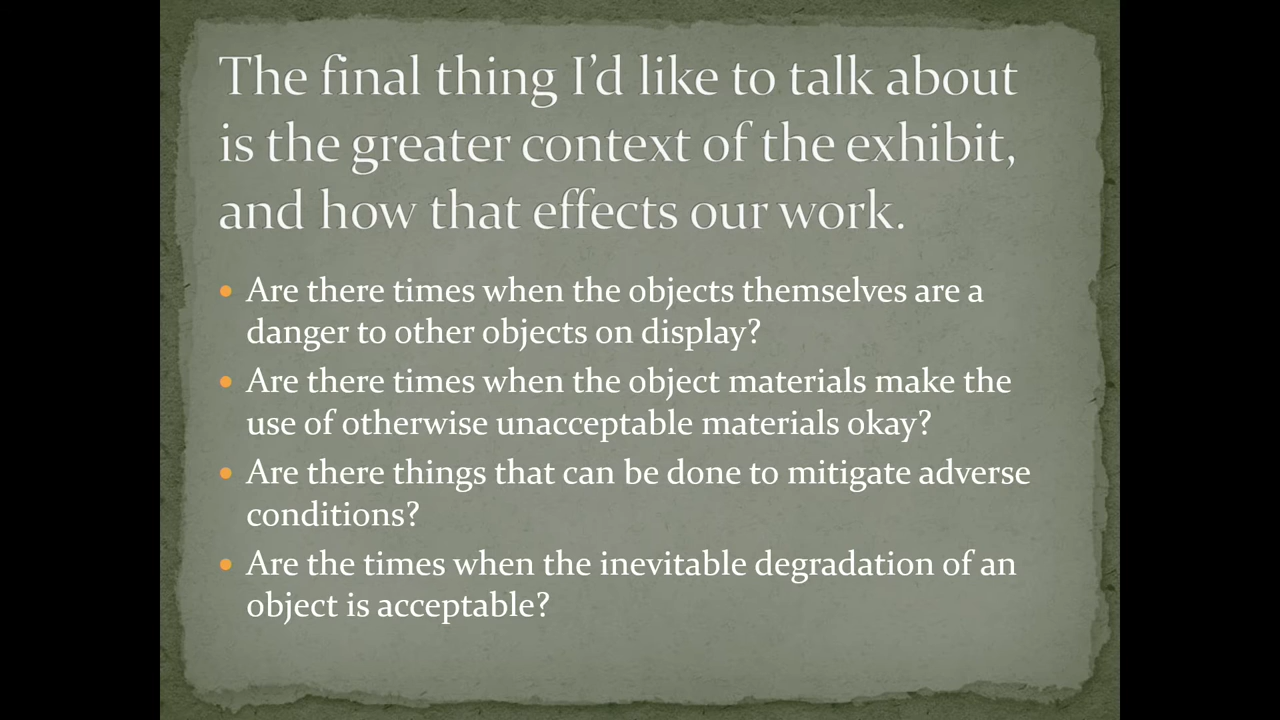 The final thing I’d like to talk about
is the greater context of the exhibit,
and how that effects our work.
• Are there times when the objects themselves are a
danger to other objects on display?
• Are there times when the object materials make the
use of otherwise unacceptable materials okay?
• Are there things that can be done to mitigate adverse
conditions?
• Are the times when the inevitable degradation of an
object is acceptable?